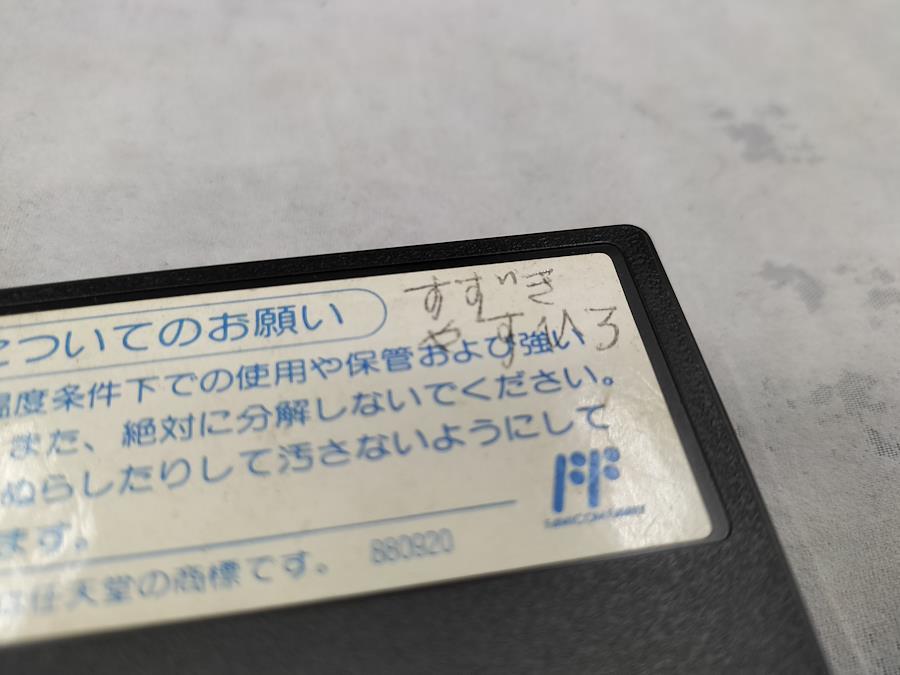 についてのお願い
温度条件下での使用や保管および強い
また、絶対に分解しないでください。
ぬらしたりして汚さないようにして
ます。
任天堂の商標です。 880920
すずき
やすひろ